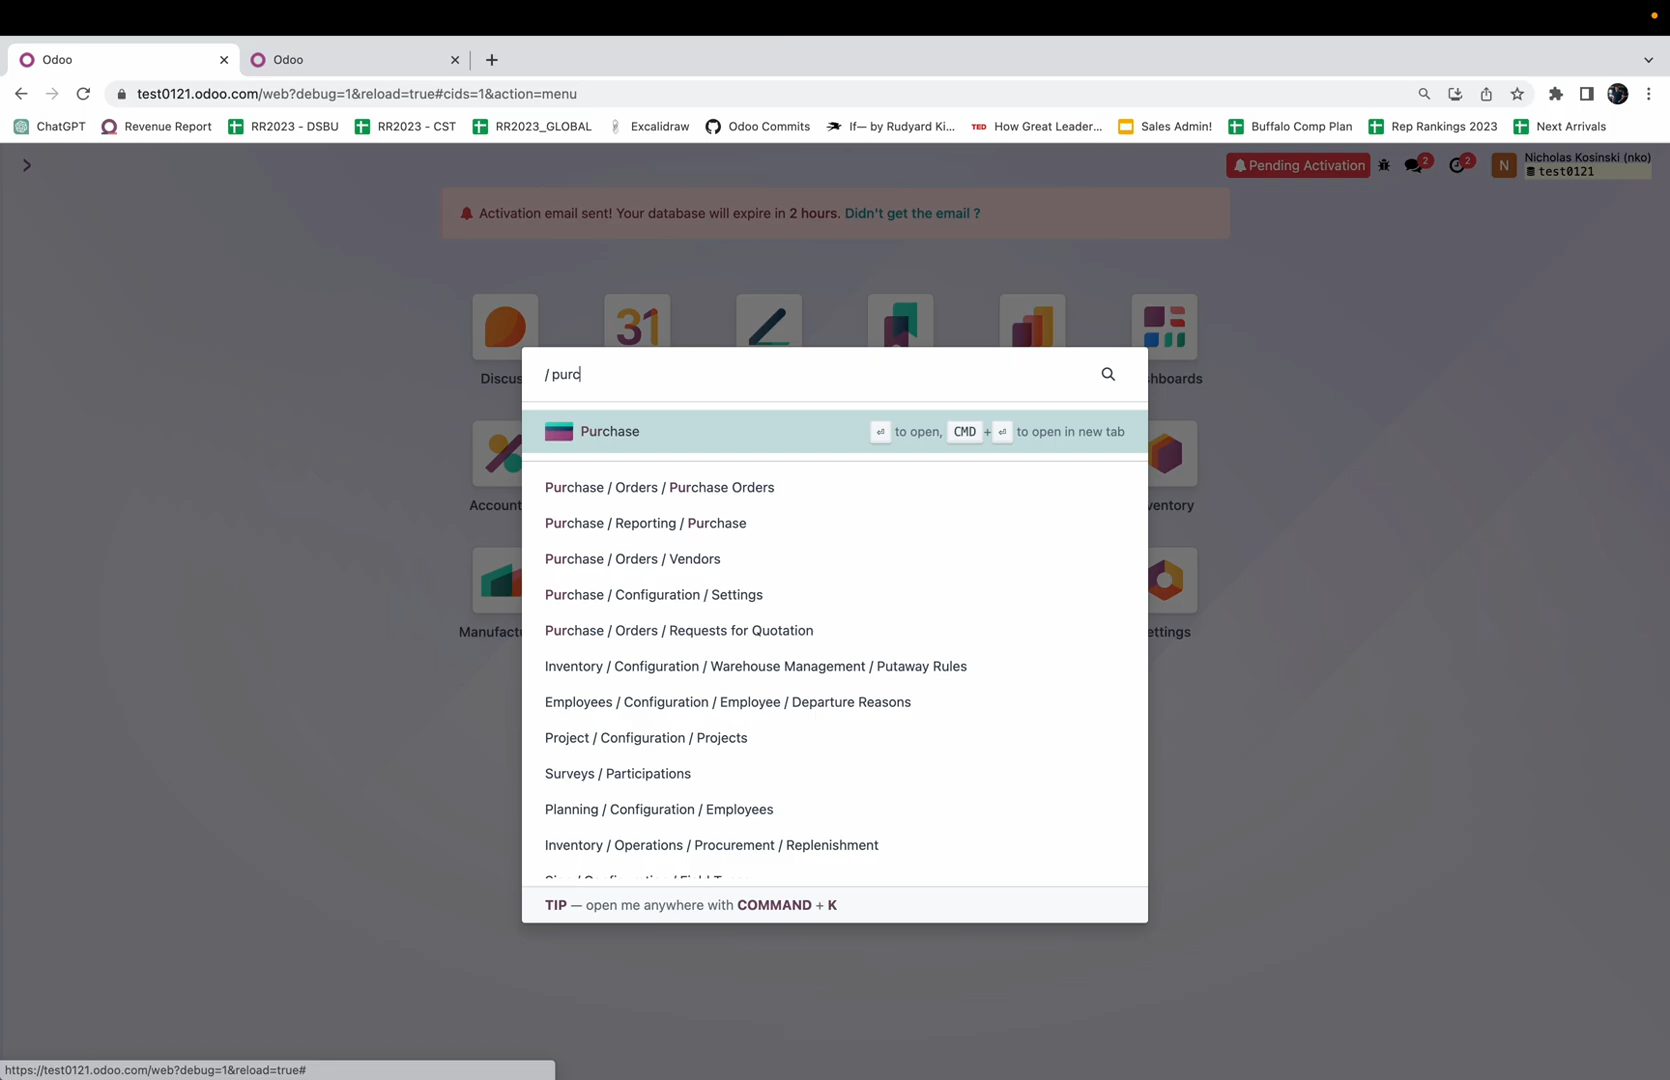 Odoo
Odoo
test0121.odoo.com/web?debug=1&reload=true#cids=1&action=menu
ChatGPT
Revenue Report
RR2023 - DSBU
RR2023 - CST
RR2023_GLOBAL
Excalidraw
Odoo Commits
If— by Rudyard Ki...
TED
How Great Leader...
Sales Admin!
Buffalo Comp Plan
Rep Rankings 2023
Next Arrivals
Pending Activation
2
2
N
Nicholas Kosinski (nko)
test0121
Activation email sent! Your database will expire in 2 hours. Didn't get the email ?
31
Discus
hboards
Account
entory
Manufactu
ettings
/ purc
Purchase
⏎ to open, CMD + ⏎ to open in new tab
Purchase / Orders / Purchase Orders
Purchase / Reporting / Purchase
Purchase / Orders / Vendors
Purchase / Configuration / Settings
Purchase / Orders / Requests for Quotation
Inventory / Configuration / Warehouse Management / Putaway Rules
Employees / Configuration / Employee / Departure Reasons
Project / Configuration / Projects
Surveys / Participations
Planning / Configuration / Employees
Inventory / Operations / Procurement / Replenishment
TIP — open me anywhere with COMMAND + K
https://test0121.odoo.com/web?debug=1&reload=true#